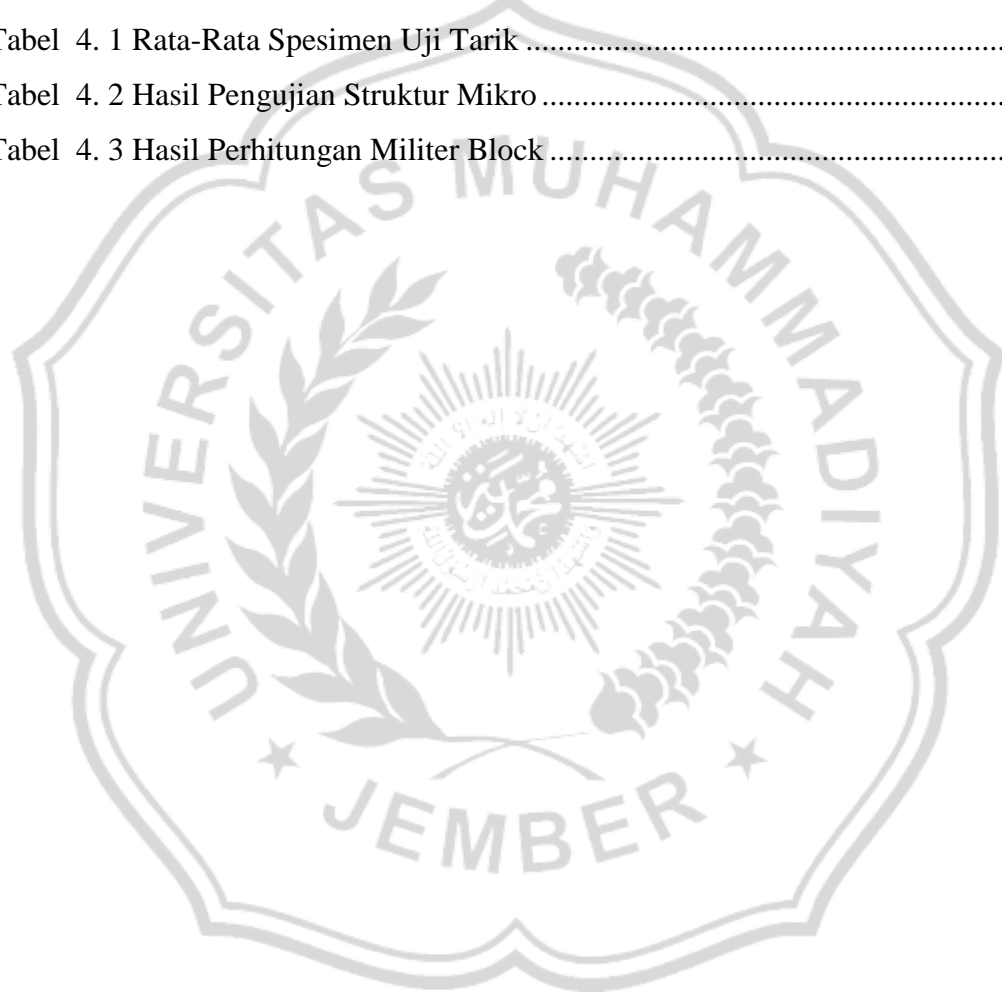 Tabel 4. 1 Rata-Rata Spesimen Uji Tarik ................................................................
Tabel 4. 2 Hasil Pengujian Struktur Mikro ................................................................
Tabel 4. 3 Hasil Perhitungan Militer Block ................................................................
UNIVERSITAS MUHAMMADIYAH
JEMBER